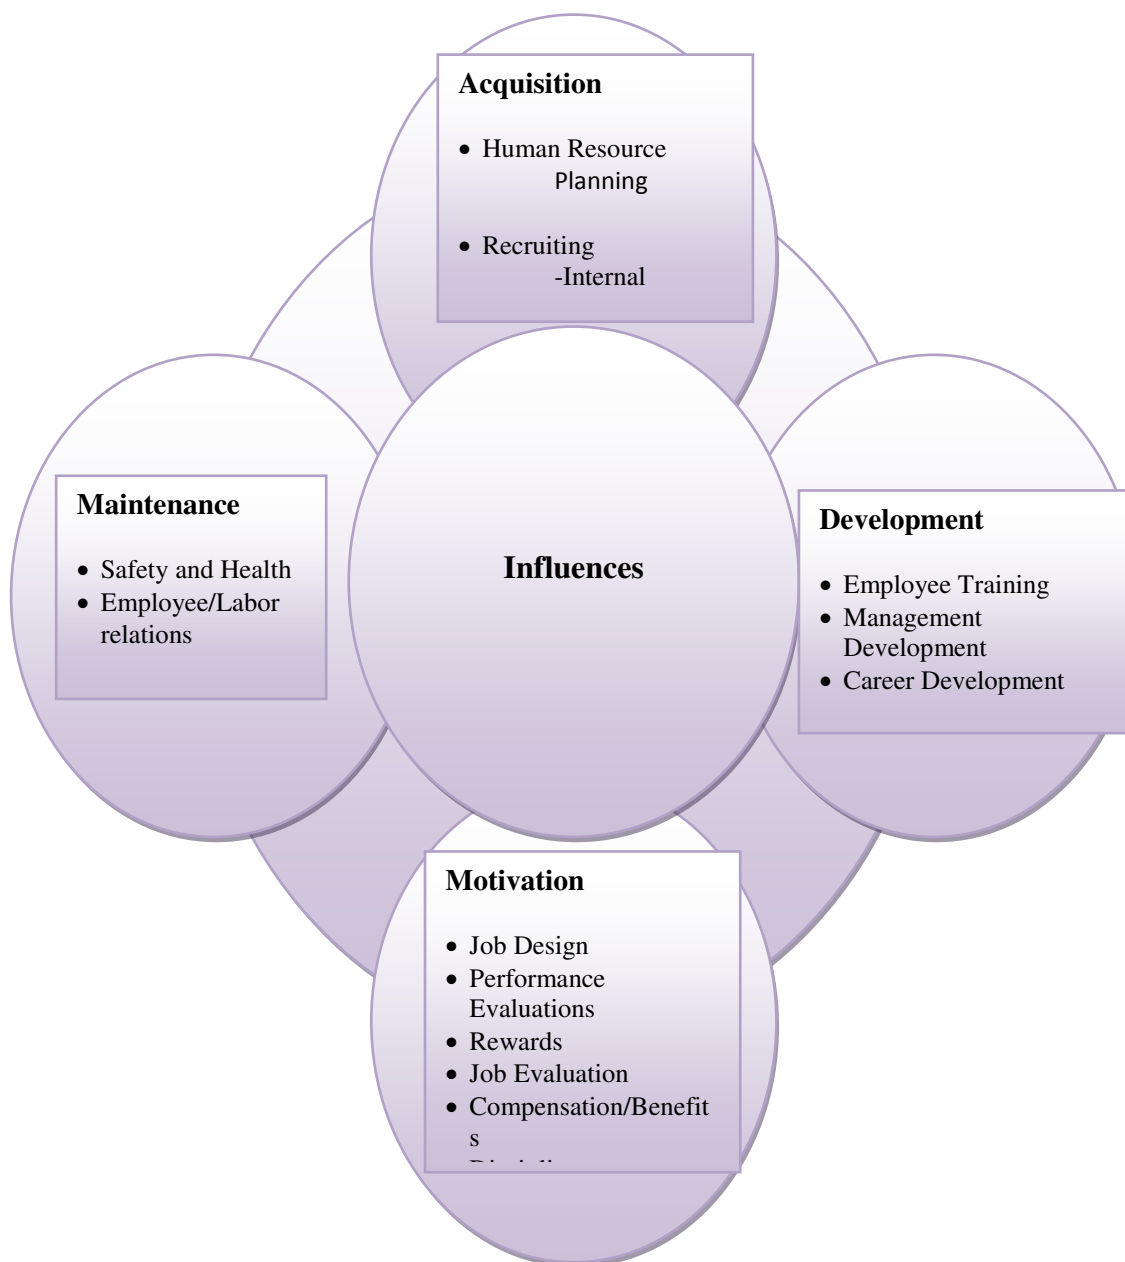 Acquisition
• Human Resource
Planning
• Recruiting
-Internal
Maintenance
• Safety and Health
• Employee/Labor
relations
Influences
Development
• Employee Training
• Management
Development
• Career Development
Motivation
• Job Design
• Performance
Evaluations
• Rewards
• Job Evaluation
• Compensation/Benefit
s